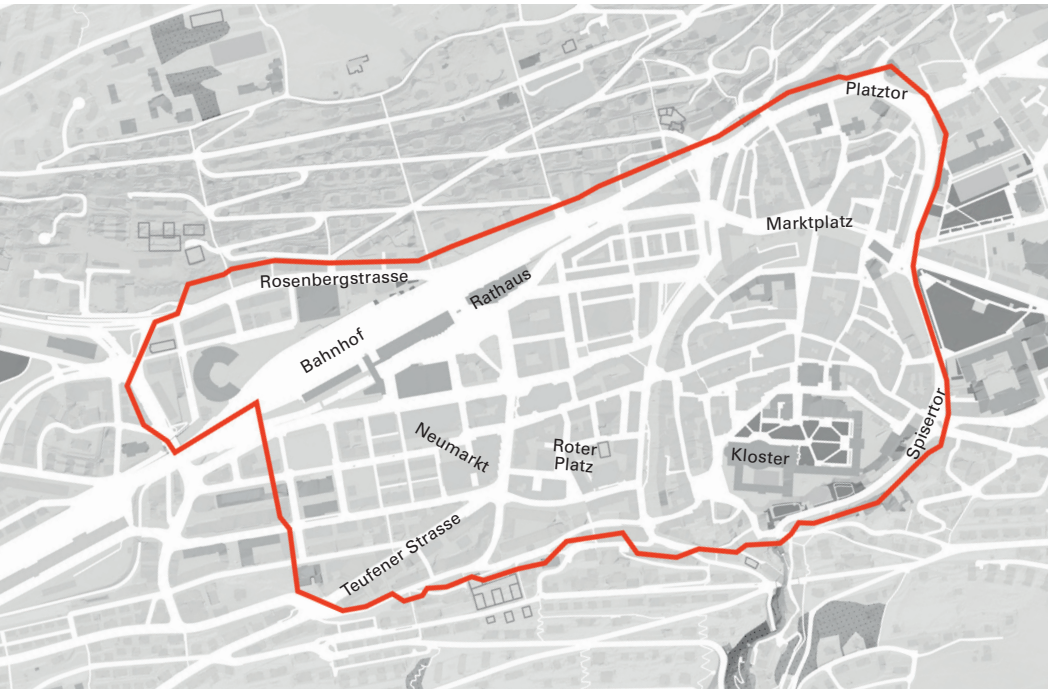 Platztor
Marktplatz
Rosenbergstrasse
Rathaus
Bahnhof
Spisertor
Neumarkt
Roter
Platz
Kloster
Teufener Strasse